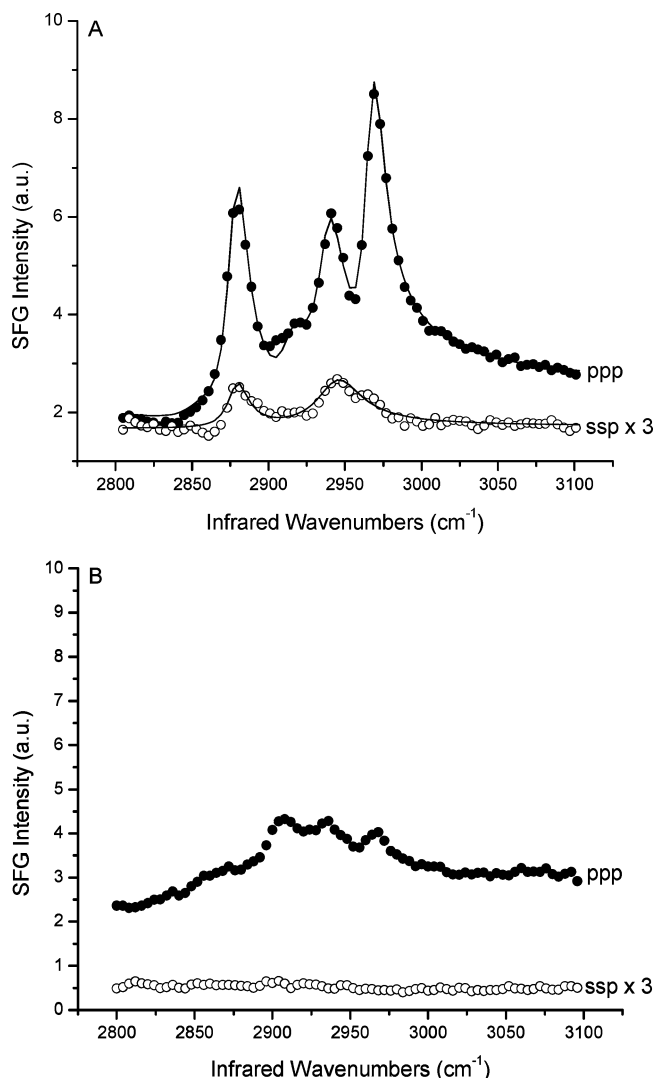 A
10
8
6
4
2
SFG Intensity (a.u.)
ppp
ssp x 3
2800 2850 2900 2950 3000 3050 3100
Infrared Wavenumbers (cm⁻¹)
B
10
9
8
7
6
5
4
3
2
1
0
SFG Intensity (a.u.)
ppp
ssp x 3
2800 2850 2900 2950 3000 3050 3100
Infrared Wavenumbers (cm⁻¹)